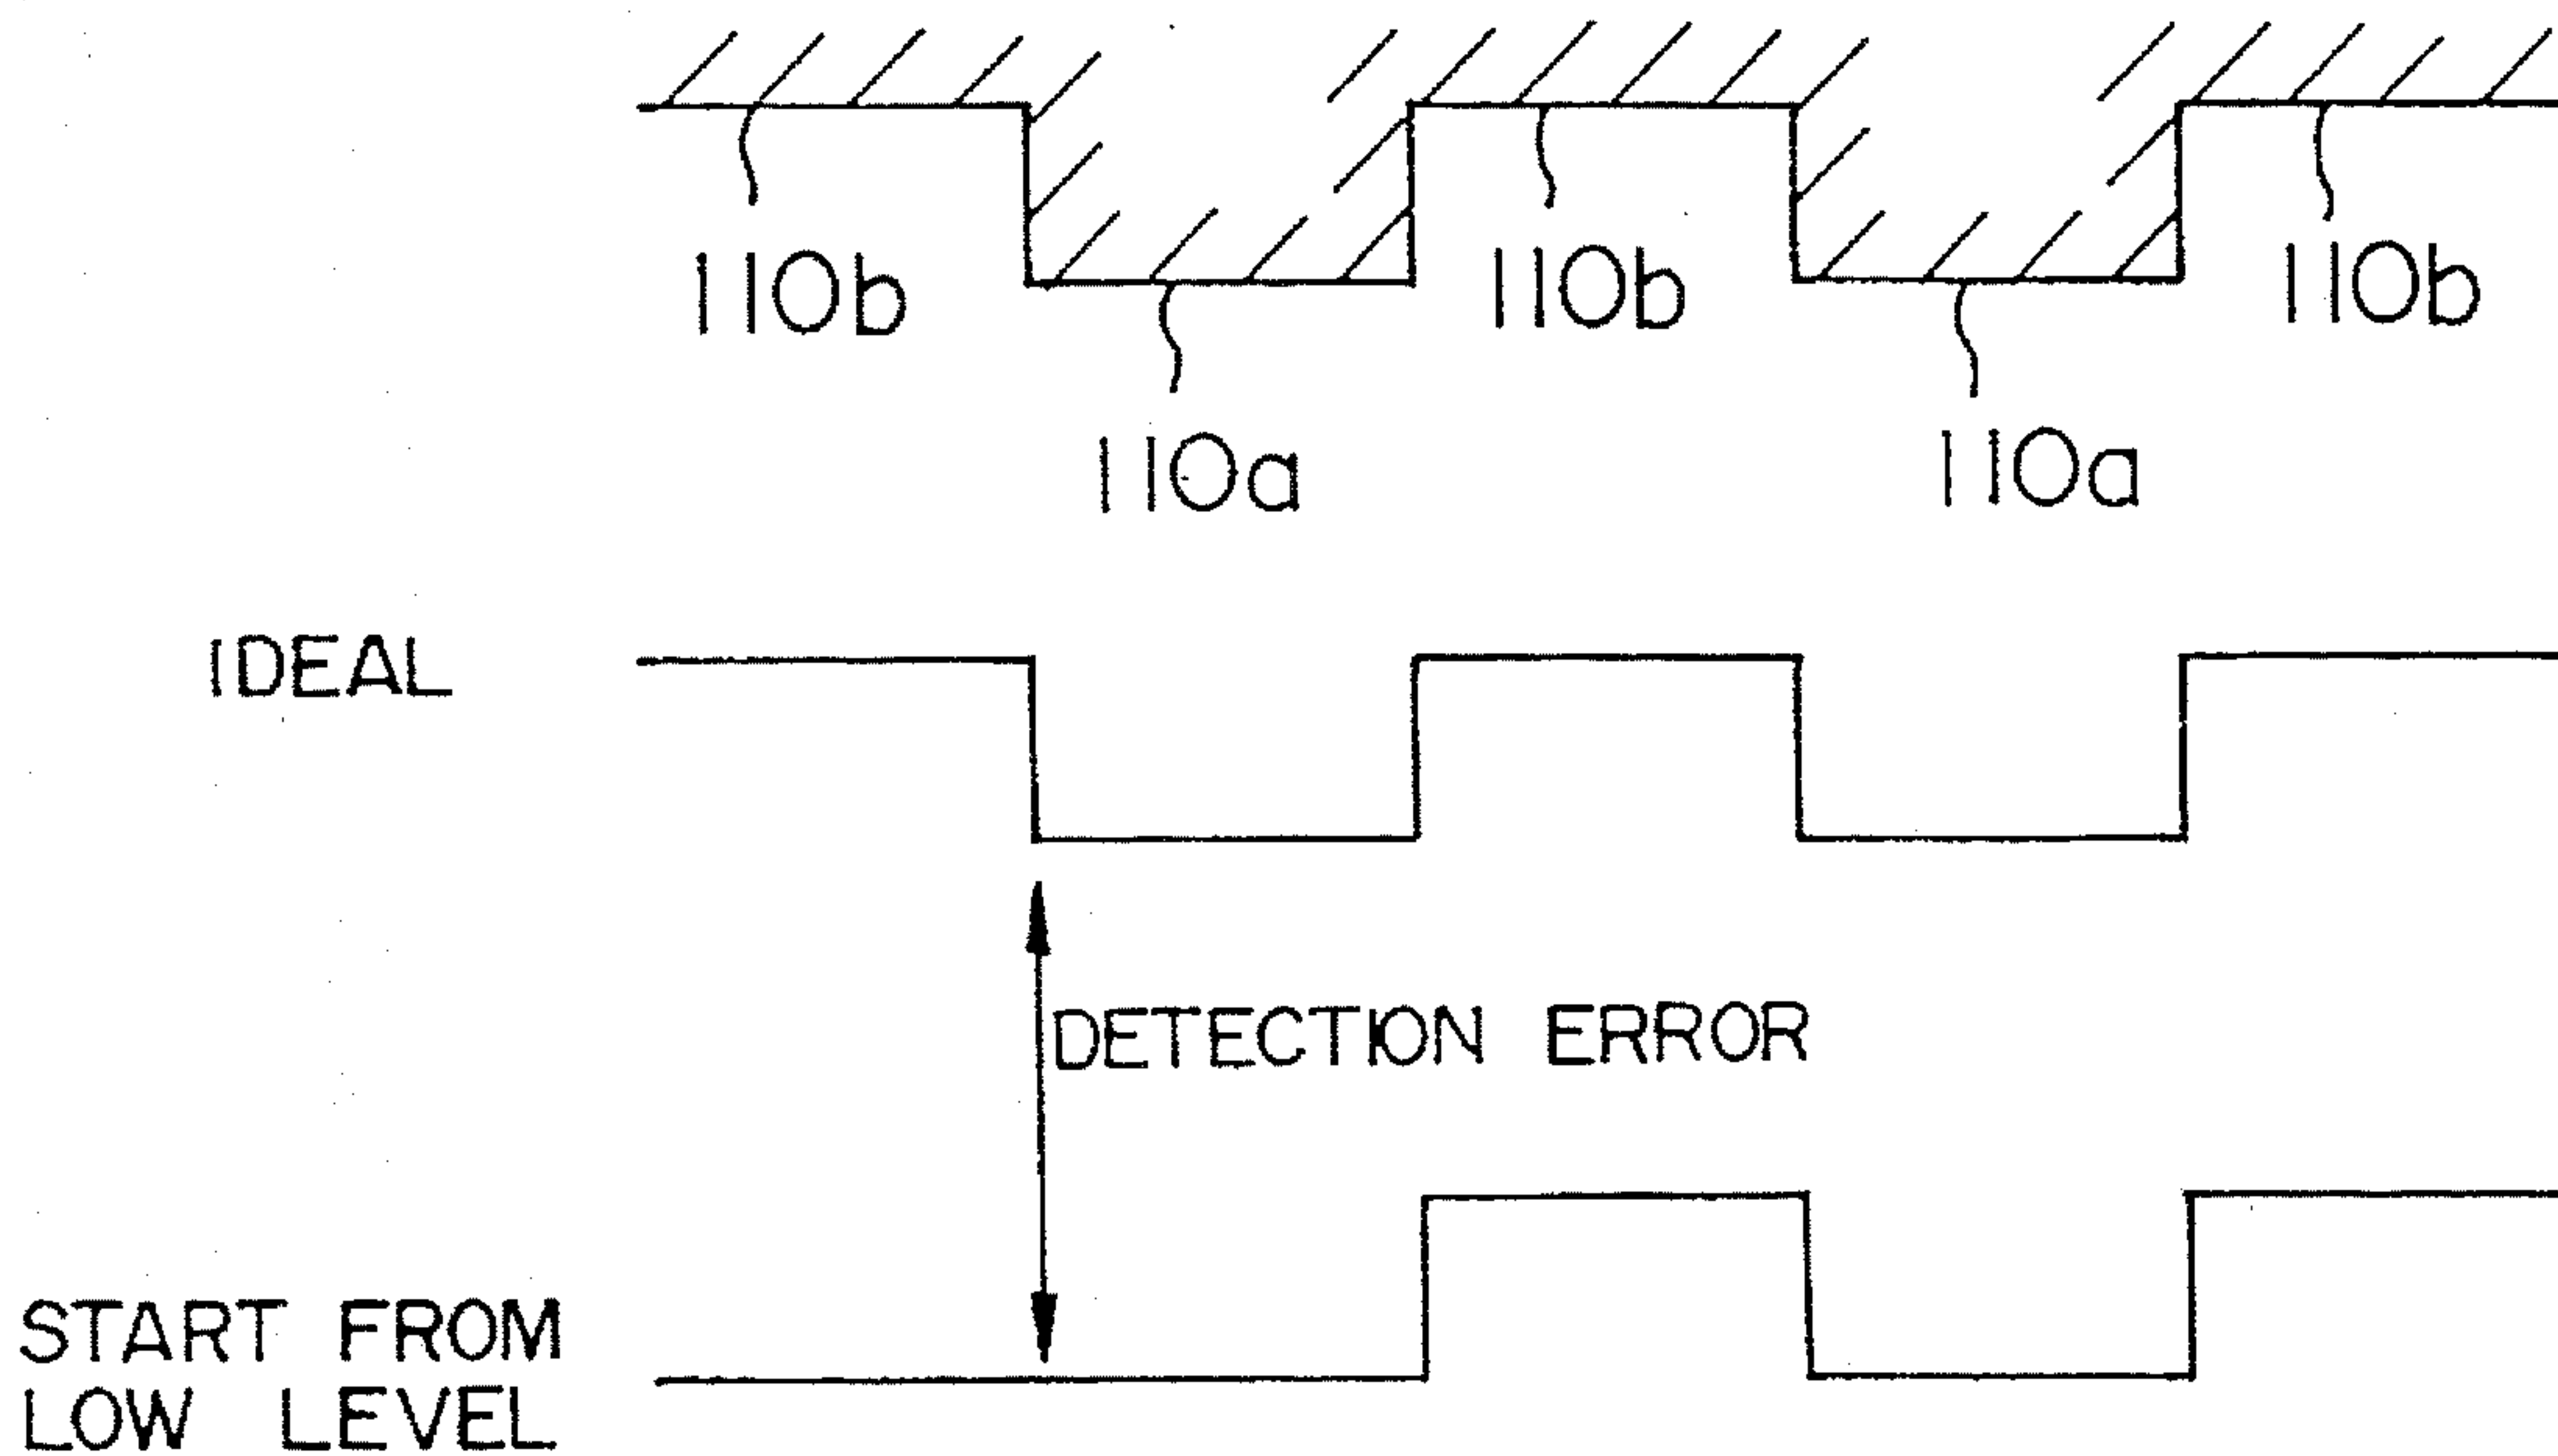 110b 110b 110b
110a 110a
IDEAL
DETECTION ERROR
START FROM
LOW LEVEL